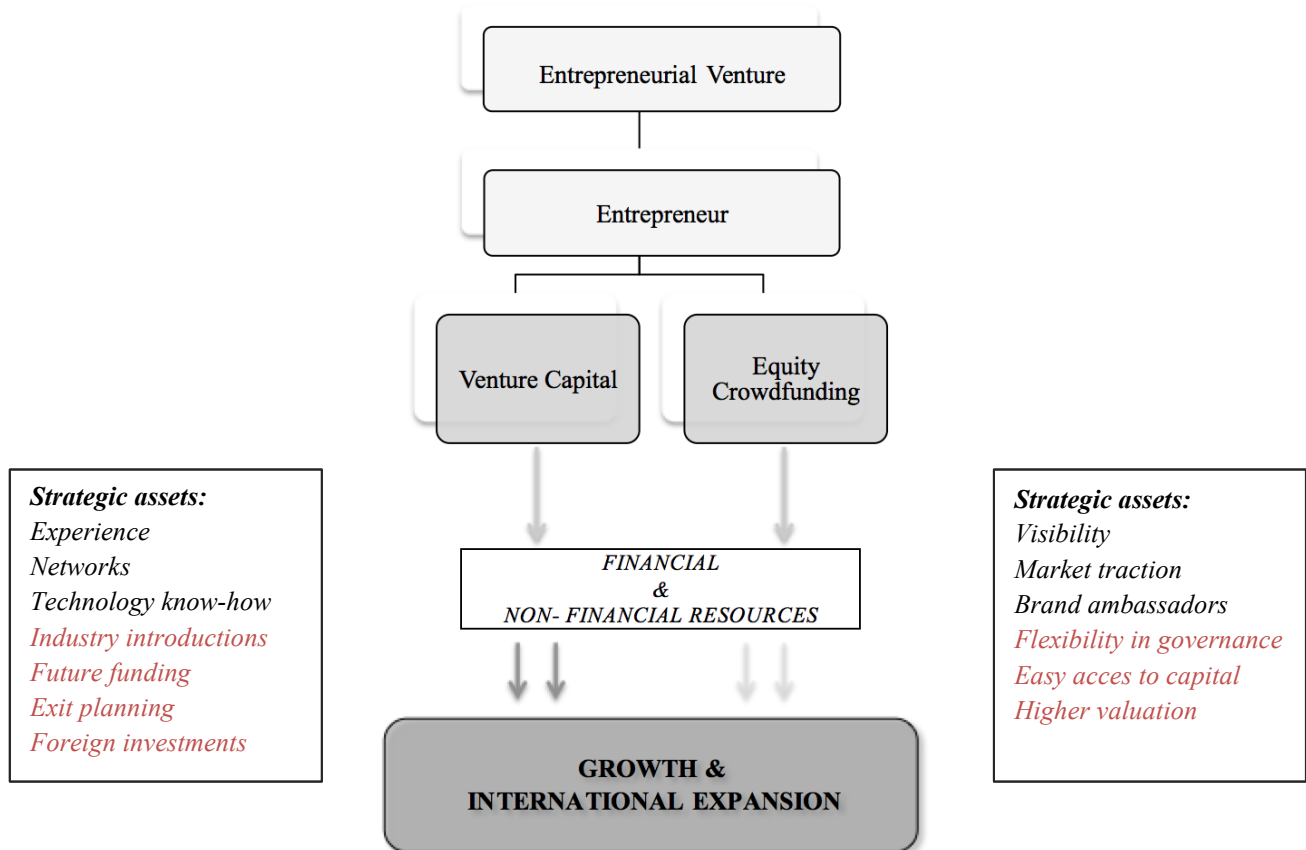 Entrepreneurial Venture
Entrepreneur
Venture Capital
Equity
Crowdfunding
Strategic assets:
Experience
Networks
Technology know-how
Industry introductions
Future funding
Exit planning
Foreign investments
FINANCIAL
&
NON- FINANCIAL RESOURCES
Strategic assets:
Visibility
Market traction
Brand ambassadors
Flexibility in governance
Easy acces to capital
Higher valuation
GROWTH &
INTERNATIONAL EXPANSION